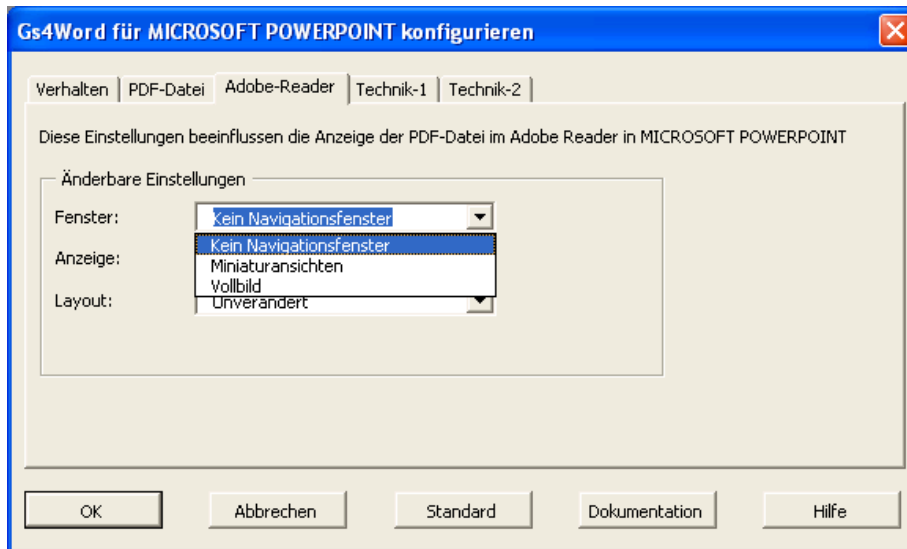 Gs4Word für MICROSOFT POWERPOINT konfigurieren
Verhalten PDF-Datei Adobe-Reader Technik-1 Technik-2
Diese Einstellungen beeinflussen die Anzeige der PDF-Datei im Adobe Reader in MICROSOFT POWERPOINT
Änderbare Einstellungen
Fenster: Kein Navigationsfenster
Kein Navigationsfenster
Anzeige: Miniaturansichten
Vollbild
Layout: Unverändert
OK Abbrechen Standard Dokumentation Hilfe